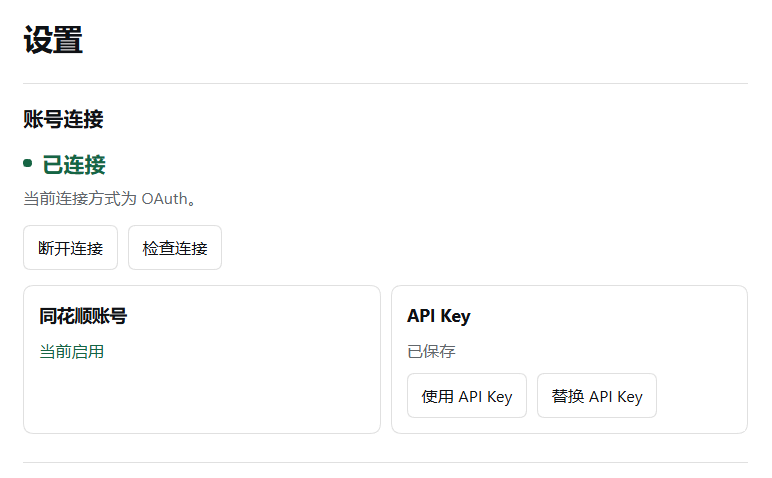 设置
账号连接
已连接
当前连接方式为 OAuth。
断开连接 检查连接
同花顺账号
当前启用
API Key
已保存
使用 API Key 替换 API Key